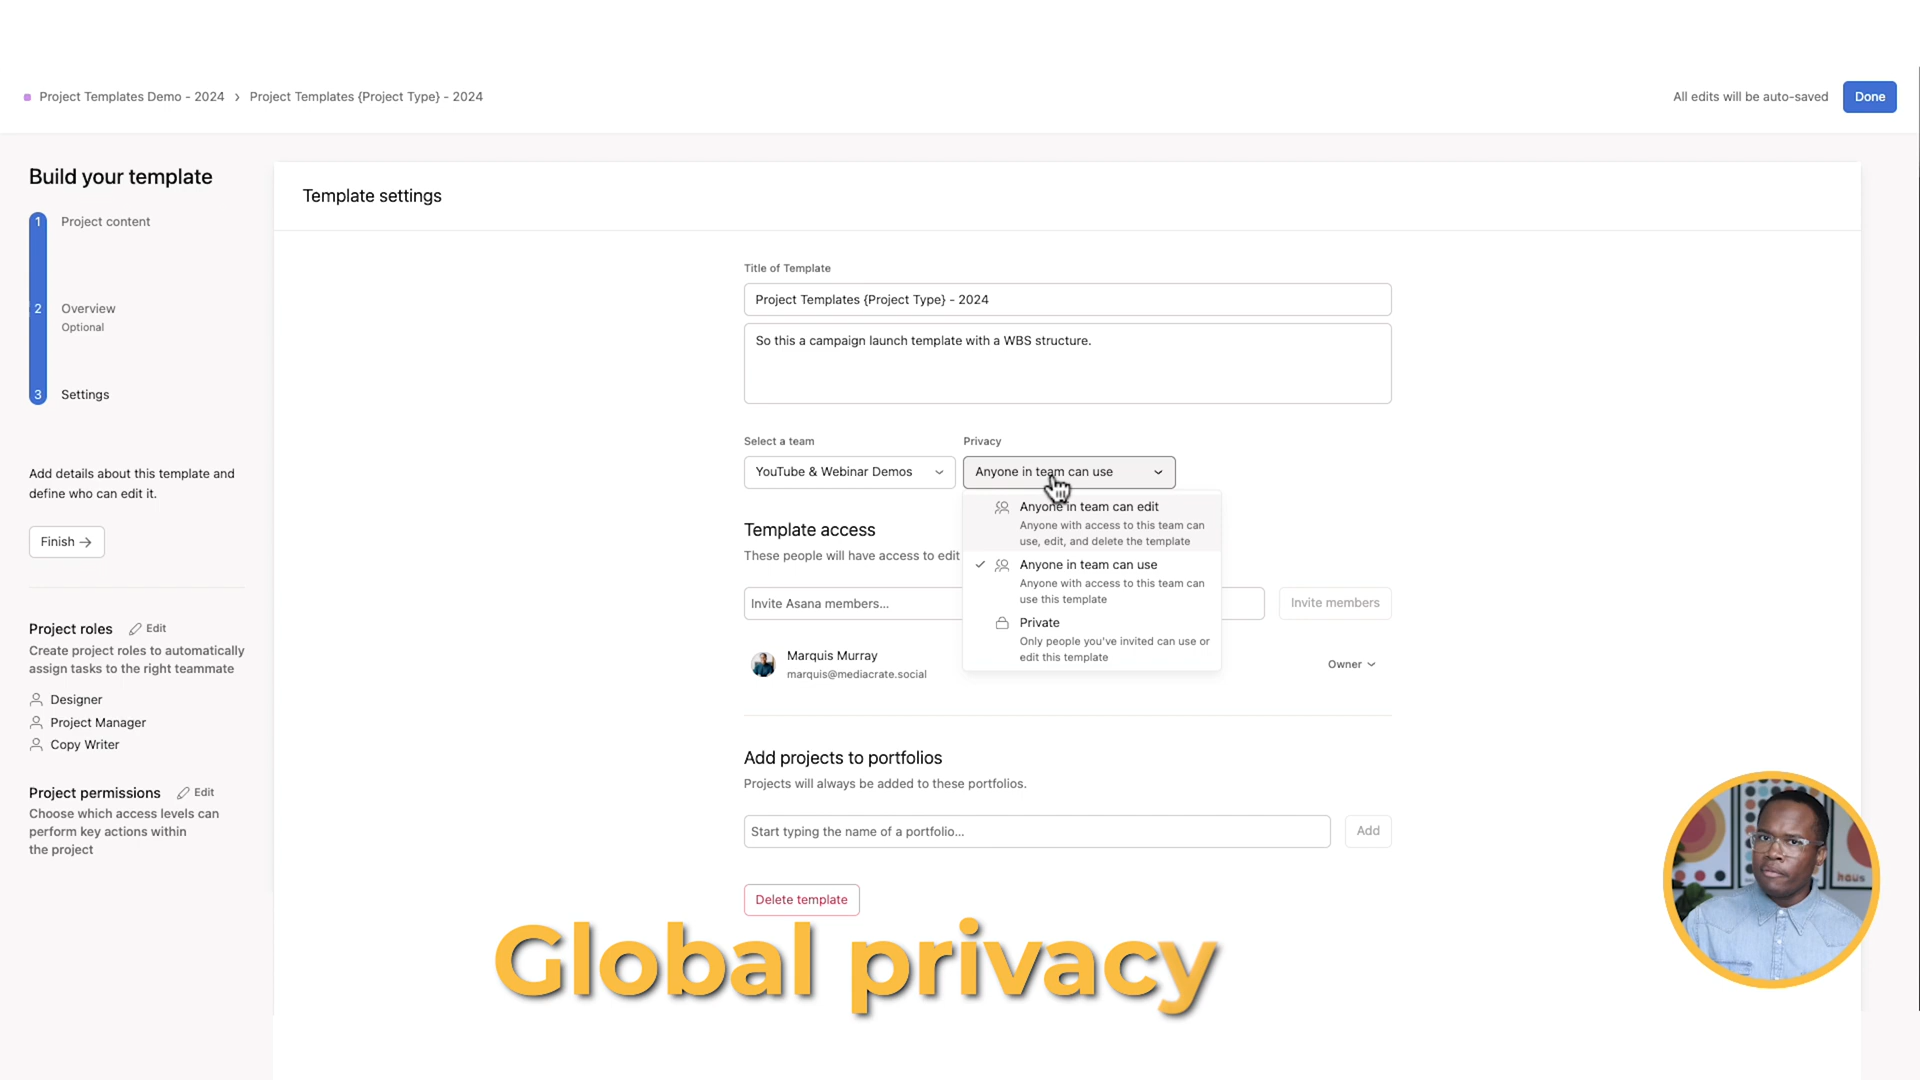 Project Templates Demo - 2024 > Project Templates {Project Type} - 2024
All edits will be auto-saved
Done
Build your template
1 Project content
2 Overview
Optional
3 Settings
Add details about this template and
define who can edit it.
Finish →
Project roles Edit
Create project roles to automatically
assign tasks to the right teammate
Designer
Project Manager
Copy Writer
Project permissions Edit
Choose which access levels can
perform key actions within
the project
Template settings
Title of Template
Project Templates {Project Type} - 2024
So this a campaign launch template with a WBS structure.
Select a team
Privacy
YouTube & Webinar Demos
Anyone in team can use
Anyone in team can edit
Anyone with access to this team can
use, edit, and delete the template
Anyone in team can use
Anyone with access to this team can
use this template
Private
Only people you've invited can use or
edit this template
Template access
These people will have access to edit
Invite Asana members...
Invite members
Marquis Murray
marquis@mediacrate.social
Owner
Add projects to portfolios
Projects will always be added to these portfolios.
Start typing the name of a portfolio...
Add
Delete template
Global privacy
haus